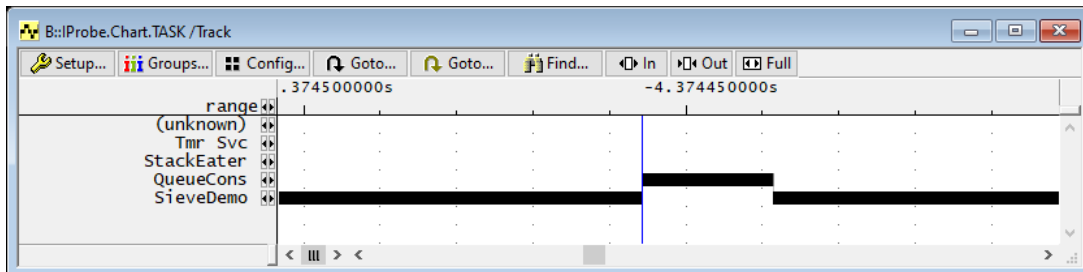 B::IProbe.Chart.TASK /Track
Setup... Groups... Config... Goto... Goto... Find... In Out Full
.374500000s -4.374450000s
range
(unknown)
Tmr Svc
StackEater
QueueCons
SieveDemo